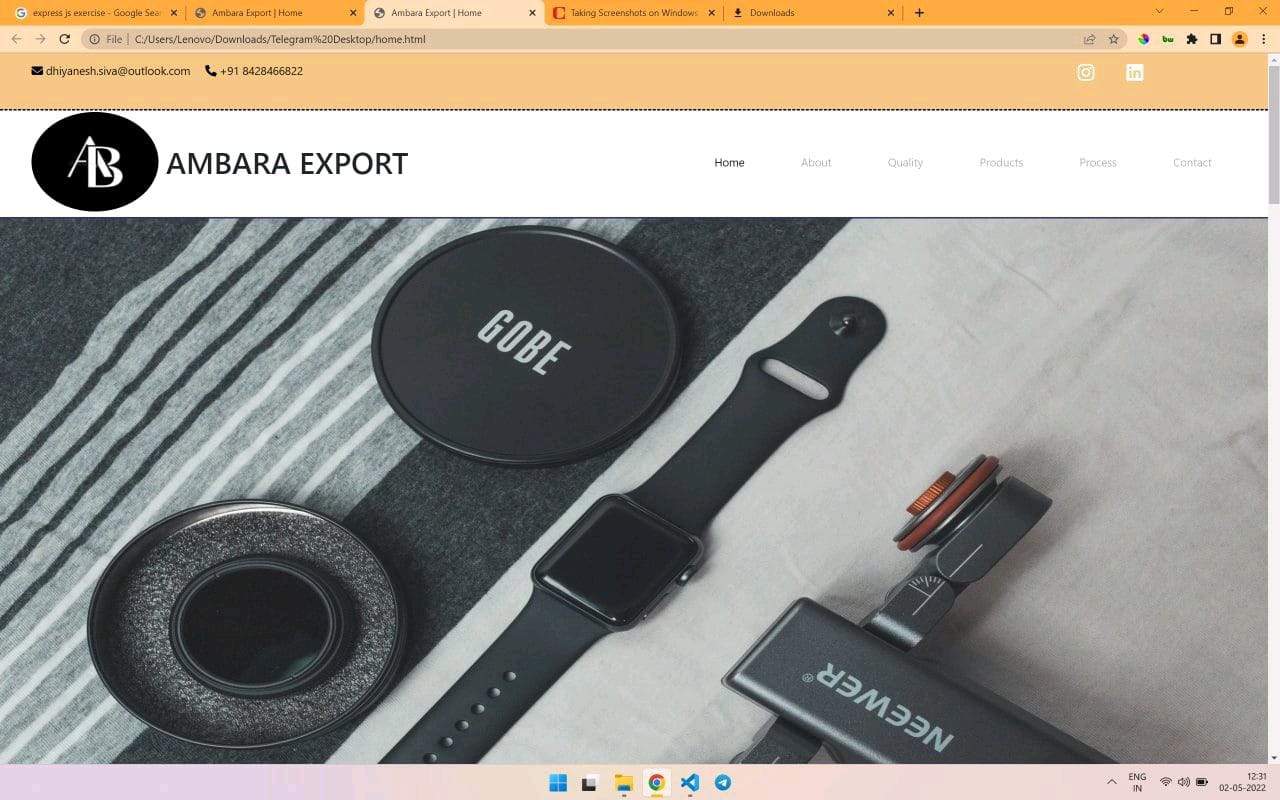 express js exercise - Google Sea
Ambara Export | Home
Ambara Export | Home
Taking Screenshots on Windows
Downloads
File
C:/Users/Lenovo/Downloads/Telegram%20Desktop/home.html
dhiyanesh.siva@outlook.com +91 8428466822
AB AMBARA EXPORT
Home About Quality Products Process Contact
GOBE
NEEWER®
ENG
IN
12:31
02-05-2022